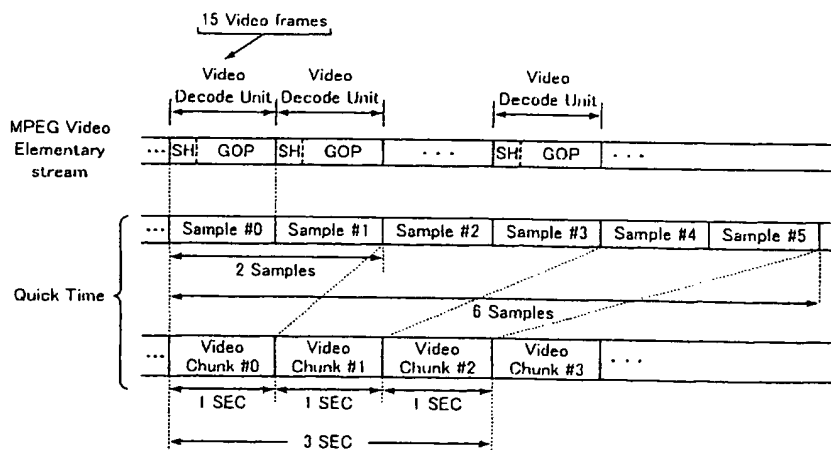 15 Video frames
Video
Decode Unit
Video
Decode Unit
Video
Decode Unit
MPEG Video
Elementary
stream
... SH GOP SH GOP ... SH GOP ...
... Sample #0 Sample #1 Sample #2 Sample #3 Sample #4 Sample #5
2 Samples
Quick Time
6 Samples
... Video
Chunk #0
Video
Chunk #1
Video
Chunk #2
Video
Chunk #3
...
1 SEC 1 SEC 1 SEC
3 SEC